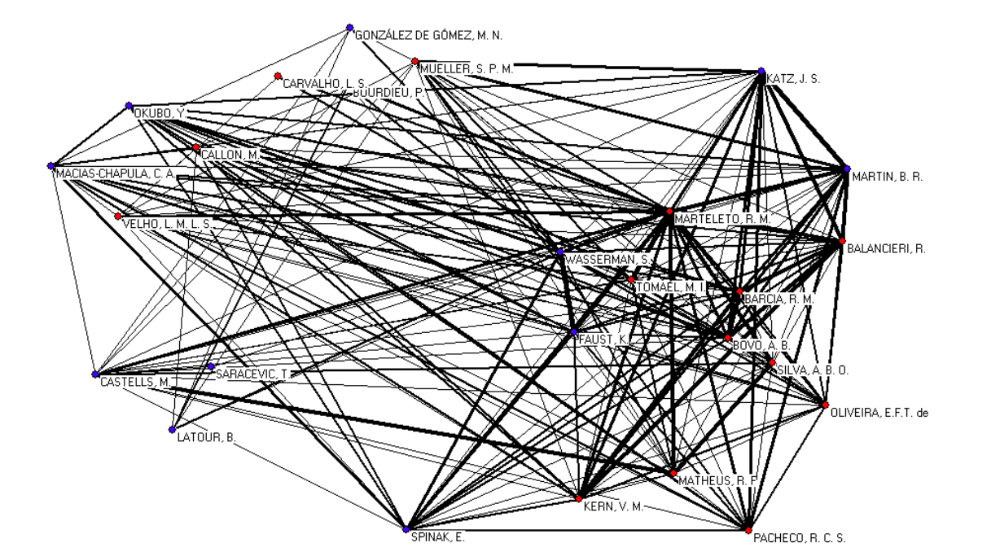 GONZÁLEZ DE GÓMEZ, M. N.
MUELLER, S. P. M.
KATZ, J. S.
CARVALHO, L. S.
BOURDIEU, P.
OKUBO, Y.
CALLON, M.
MACIAS-CHAPULA, C. A.
MARTIN, B. R.
VELHO, L. M. L. S.
MARTELETO, R. M.
BALANCIERI, R.
WASSERMAN, S.
TOMAÉL, M. I.
BARCIA, R. M.
FAUST, K.
BOVO, A. B.
SILVA, A. B. O.
SARACEVIC, T.
CASTELLS, M.
OLIVEIRA, E.F.T. de
LATOUR, B.
MATHEUS, R. F
KERN, V. M.
SPINAK, E.
PACHECO, R. C. S.